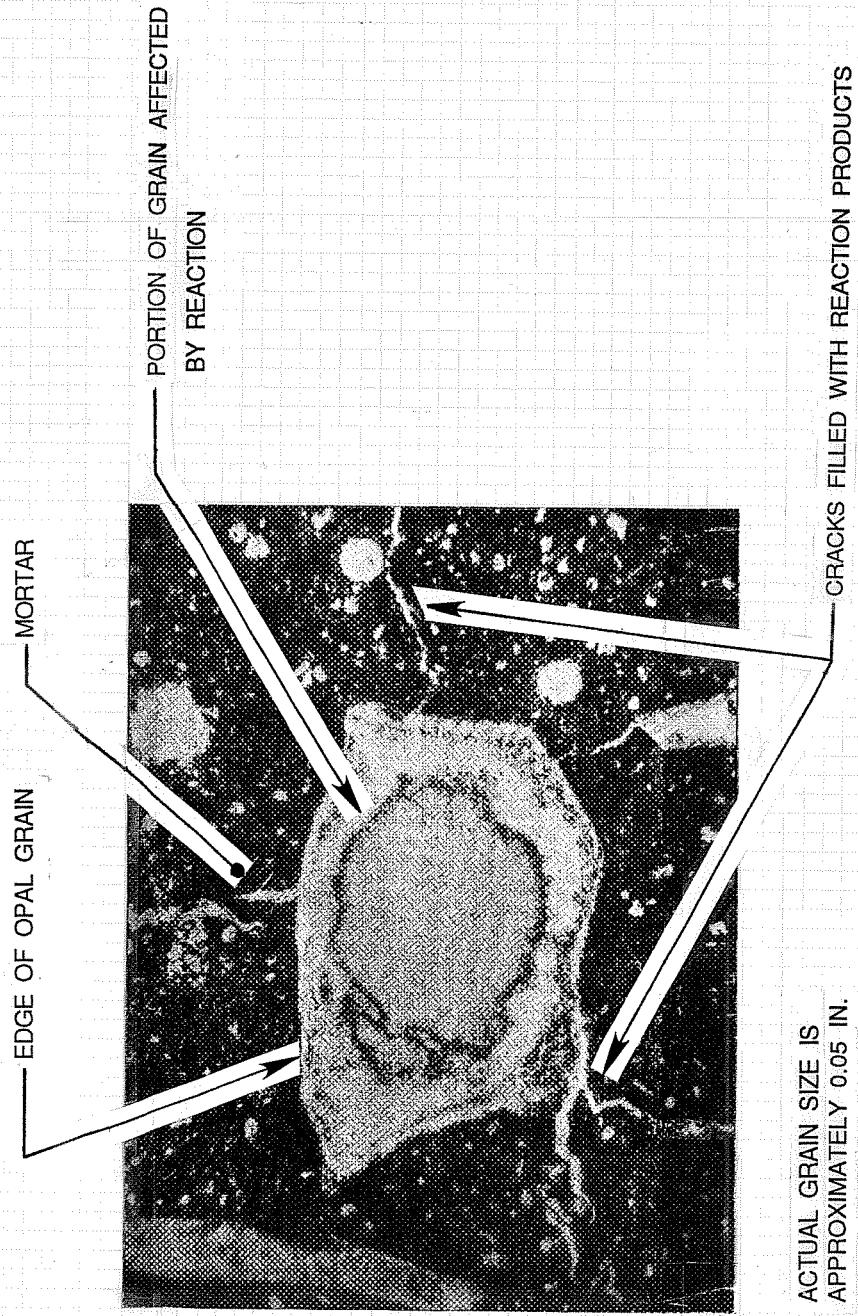 EDGE OF OPAL GRAIN
MORTAR
PORTION OF GRAIN AFFECTED
BY REACTION
CRACKS FILLED WITH REACTION PRODUCTS
ACTUAL GRAIN SIZE IS
APPROXIMATELY 0.05 IN.